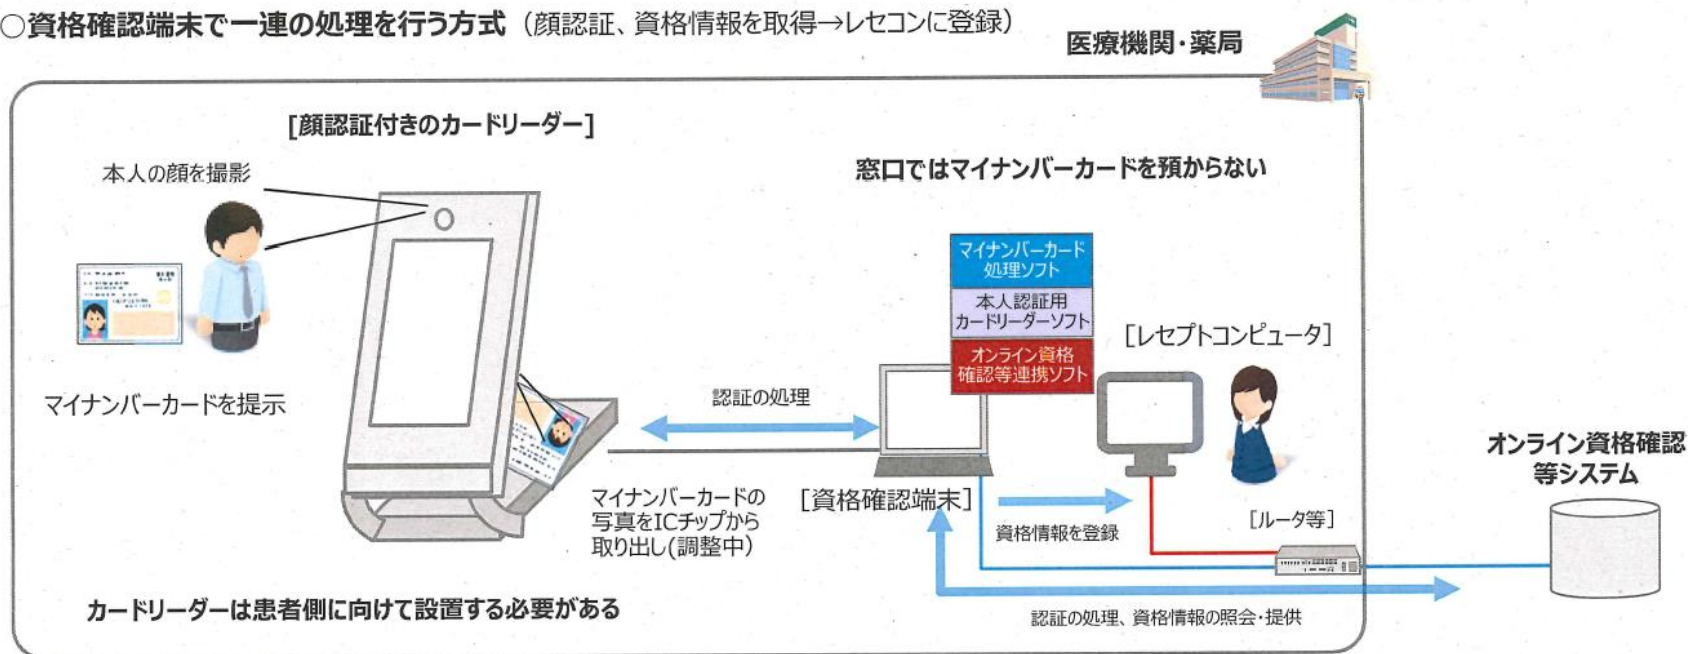 ○資格確認端末で一連の処理を行う方式（顔認証、資格情報を取得→レセコンに登録）
医療機関・薬局
[顔認証付きのカードリーダー]
本人の顔を撮影
窓口ではマイナンバーカードを預からない
マイナンバーカード
処理ソフト
本人認証用
カードリーダーソフト
オンライン資格
確認等連携ソフト
[レセプトコンピュータ]
マイナンバーカードを提示
認証の処理
オンライン資格確認
等システム
マイナンバーカードの
写真をICチップから
取り出し(調整中)
[資格確認端末]
資格情報を登録
[ルータ等]
カードリーダーは患者側に向けて設置する必要がある
認証の処理、資格情報の照会・提供